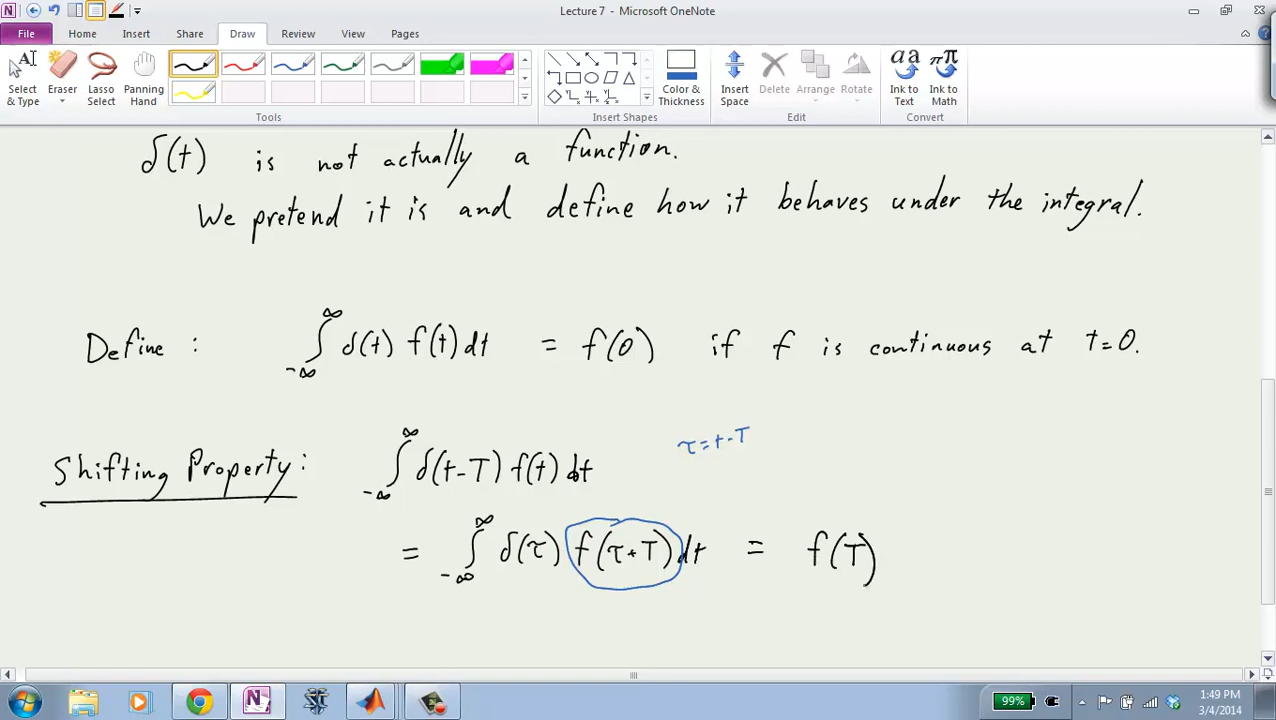 Lecture 7 - Microsoft OneNote
File Home Insert Share Draw Review View Pages
Select & Type
Eraser
Lasso Select
Panning Hand
Color & Thickness
Insert Space
Delete
Arrange
Rotate
Ink to Text
Ink to Math
Tools Insert Shapes Edit Convert
δ(t) is not actually a function.
We pretend it is and define how it behaves under the integral.
Define : ∫_{-∞}^{∞} δ(t) f(t) dt = f(0) if f is continuous at t=0.
τ=t-T
Shifting Property: ∫_{-∞}^{∞} δ(t-T) f(t) dt
= ∫_{-∞}^{∞} δ(τ) f(τ+T) dt = f(T)
99%
1:49 PM
3/4/2014